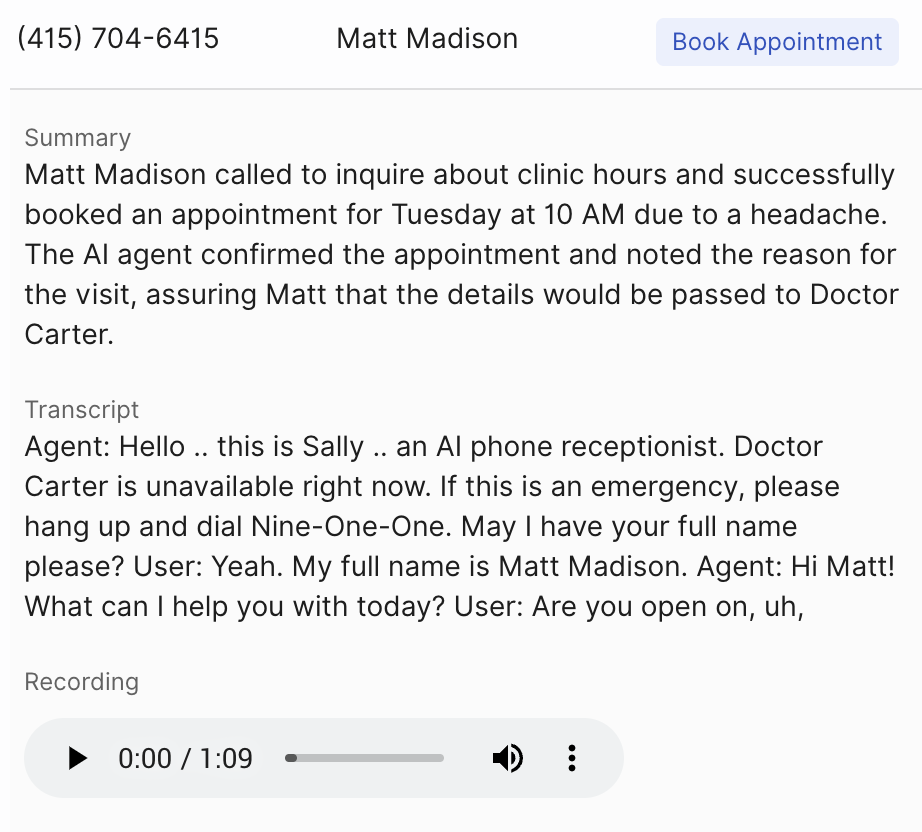 (415) 704-6415 Matt Madison Book Appointment
Summary
Matt Madison called to inquire about clinic hours and successfully
booked an appointment for Tuesday at 10 AM due to a headache.
The AI agent confirmed the appointment and noted the reason for
the visit, assuring Matt that the details would be passed to Doctor
Carter.
Transcript
Agent: Hello .. this is Sally .. an AI phone receptionist. Doctor
Carter is unavailable right now. If this is an emergency, please
hang up and dial Nine-One-One. May I have your full name
please? User: Yeah. My full name is Matt Madison. Agent: Hi Matt!
What can I help you with today? User: Are you open on, uh,
Recording
0:00 / 1:09